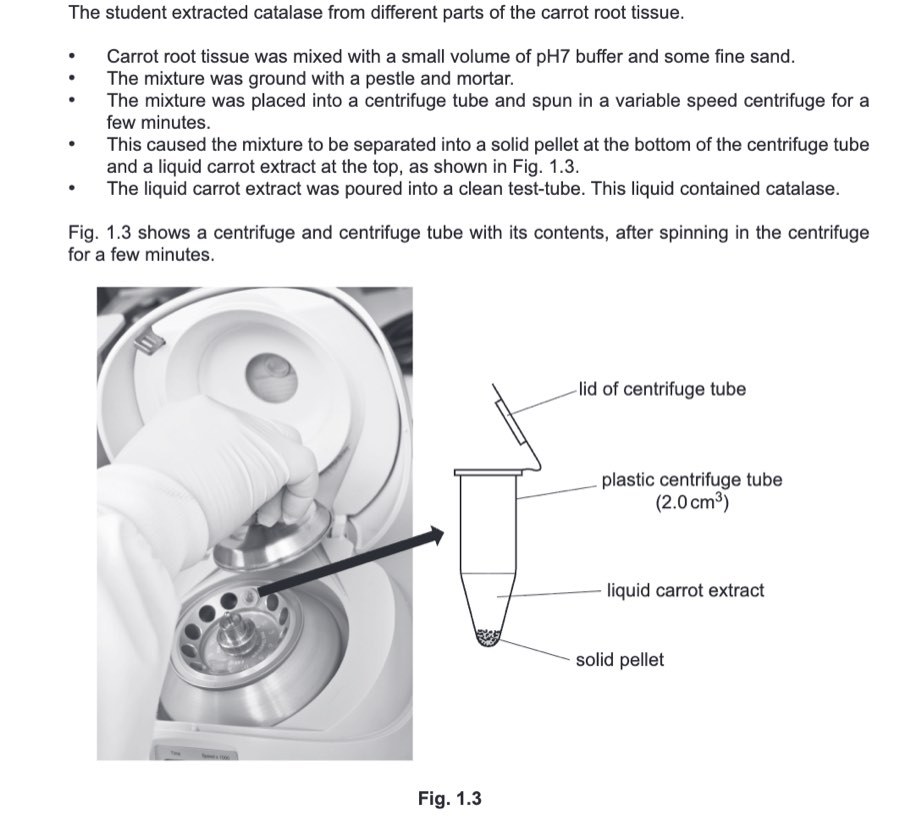 The student extracted catalase from different parts of the carrot root tissue.
• Carrot root tissue was mixed with a small volume of pH7 buffer and some fine sand.
• The mixture was ground with a pestle and mortar.
• The mixture was placed into a centrifuge tube and spun in a variable speed centrifuge for a
few minutes.
• This caused the mixture to be separated into a solid pellet at the bottom of the centrifuge tube
and a liquid carrot extract at the top, as shown in Fig. 1.3.
• The liquid carrot extract was poured into a clean test-tube. This liquid contained catalase.
Fig. 1.3 shows a centrifuge and centrifuge tube with its contents, after spinning in the centrifuge
for a few minutes.
lid of centrifuge tube
plastic centrifuge tube
(2.0 cm³)
liquid carrot extract
solid pellet
Fig. 1.3